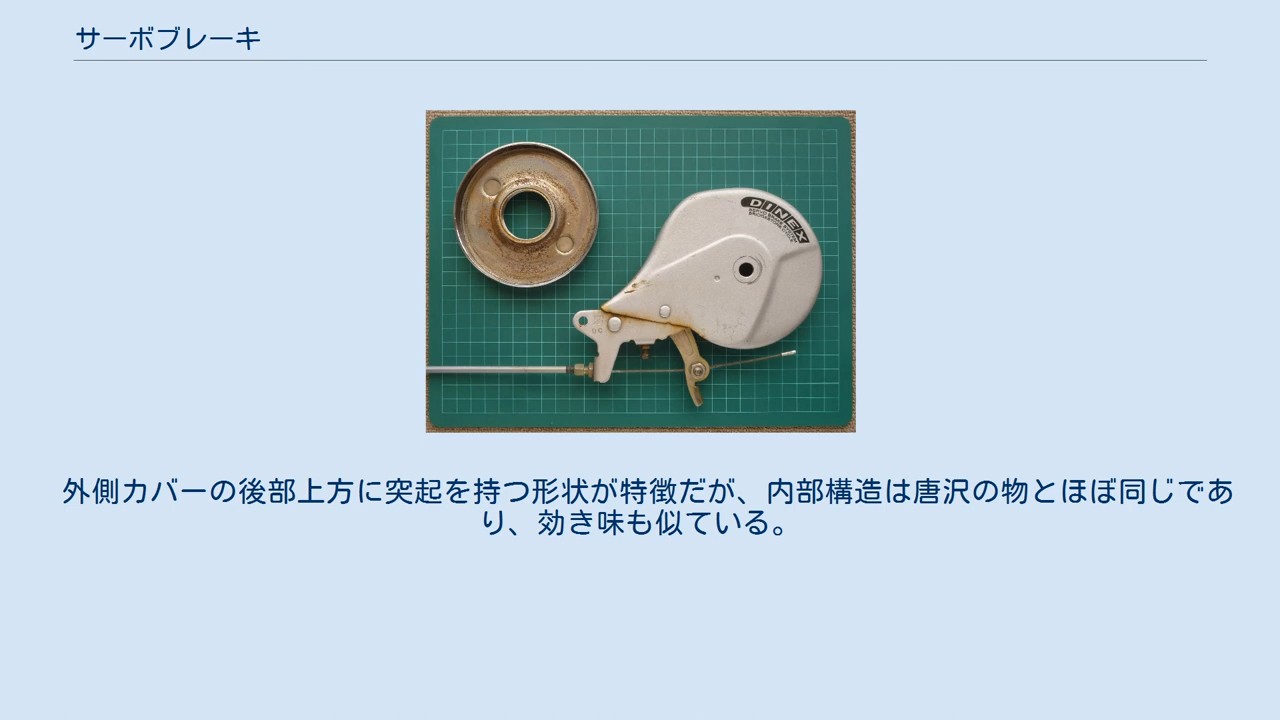 サーボブレーキ
DINEX
外側カバーの後部上方に突起を持つ形状が特徴だが、内部構造は唐沢の物とほぼ同じであ
り、効き味も似ている。